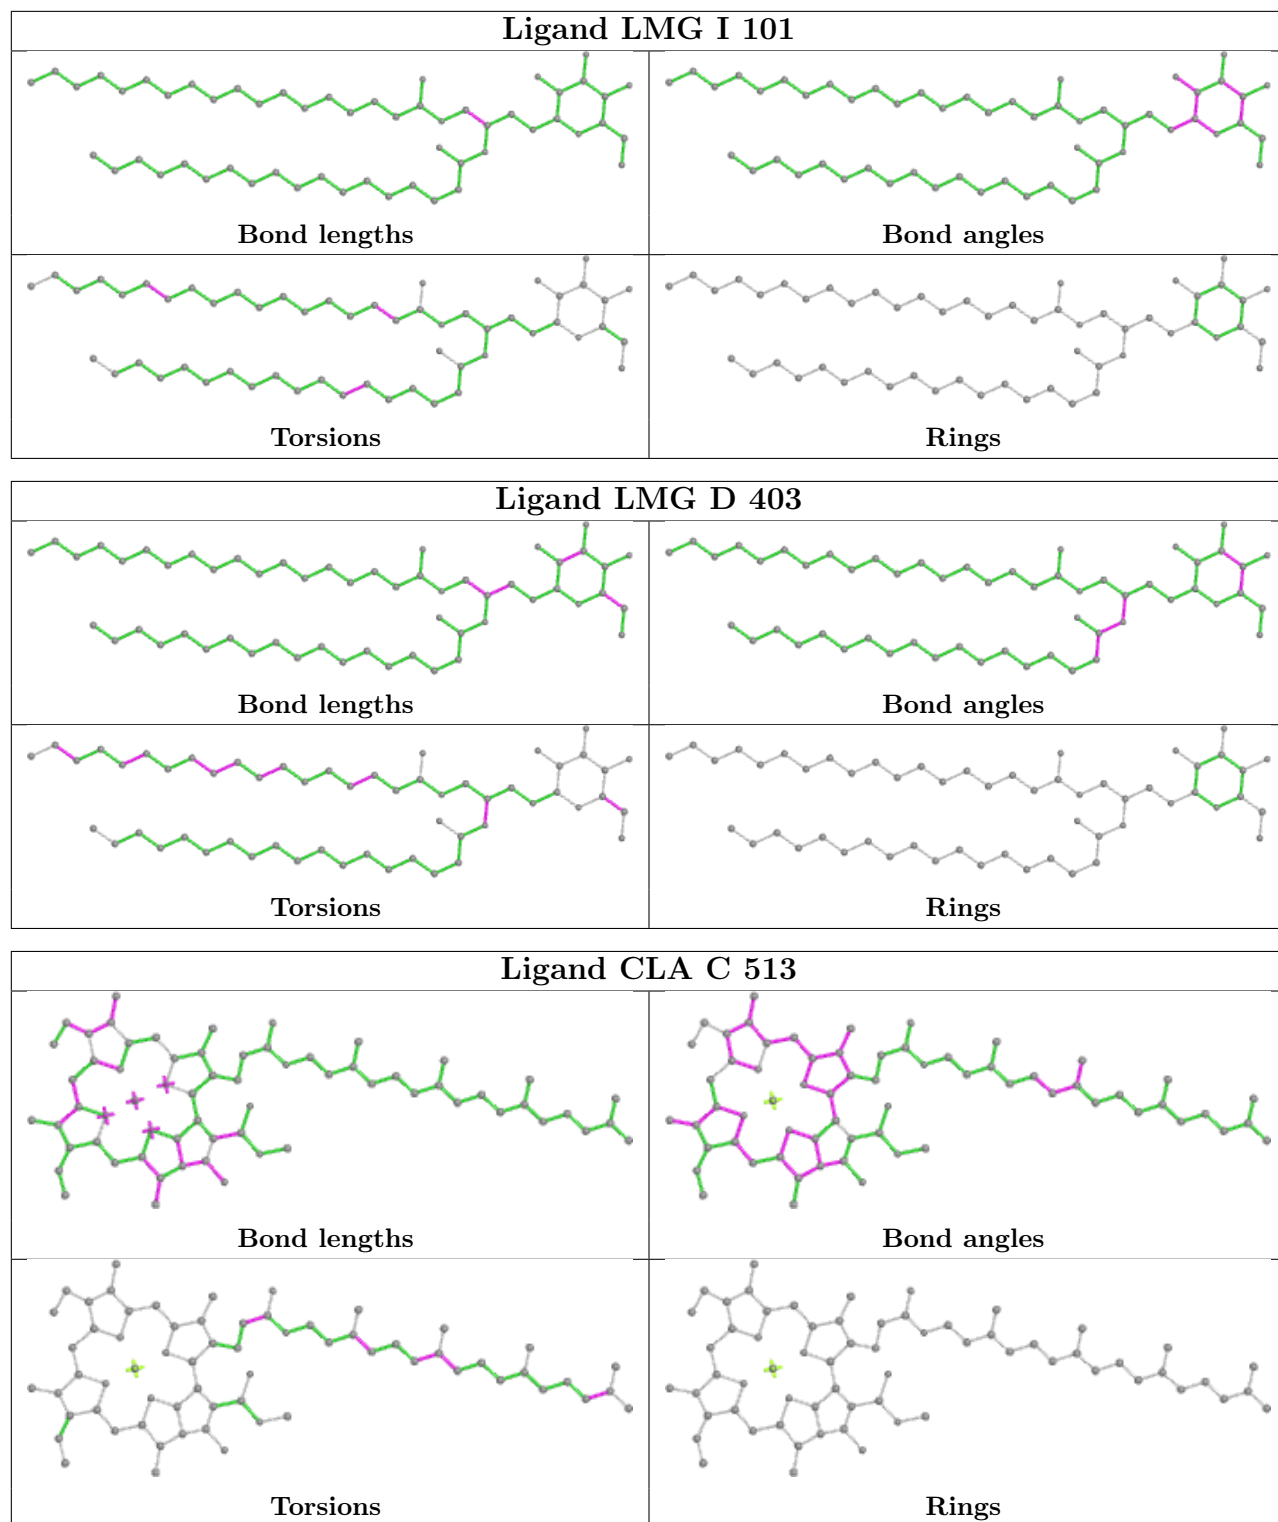 Ligand LMG I 101
Bond lengths
Bond angles
Torsions
Rings
Ligand LMG D 403
Bond lengths
Bond angles
Torsions
Rings
Ligand CLA C 513
Bond lengths
Bond angles
Torsions
Rings